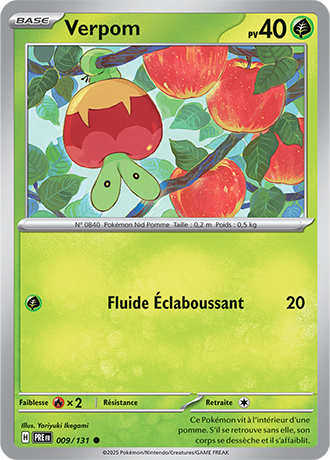 BASE
Verpom
PV 40
N° 0840 Pokémon Nid Pomme Taille : 0,2 m Poids : 0,5 kg
Fluide Éclaboussant 20
Faiblesse ×2 Résistance Retraite
Illus. Yoriyuki Ikegami
H PRE FR 009/131
Ce Pokémon vit à l'intérieur d'une
pomme. S'il se retrouve sans elle, son
corps se dessèche et il s'affaiblit.
©2025 Pokémon/Nintendo/Creatures/GAME FREAK